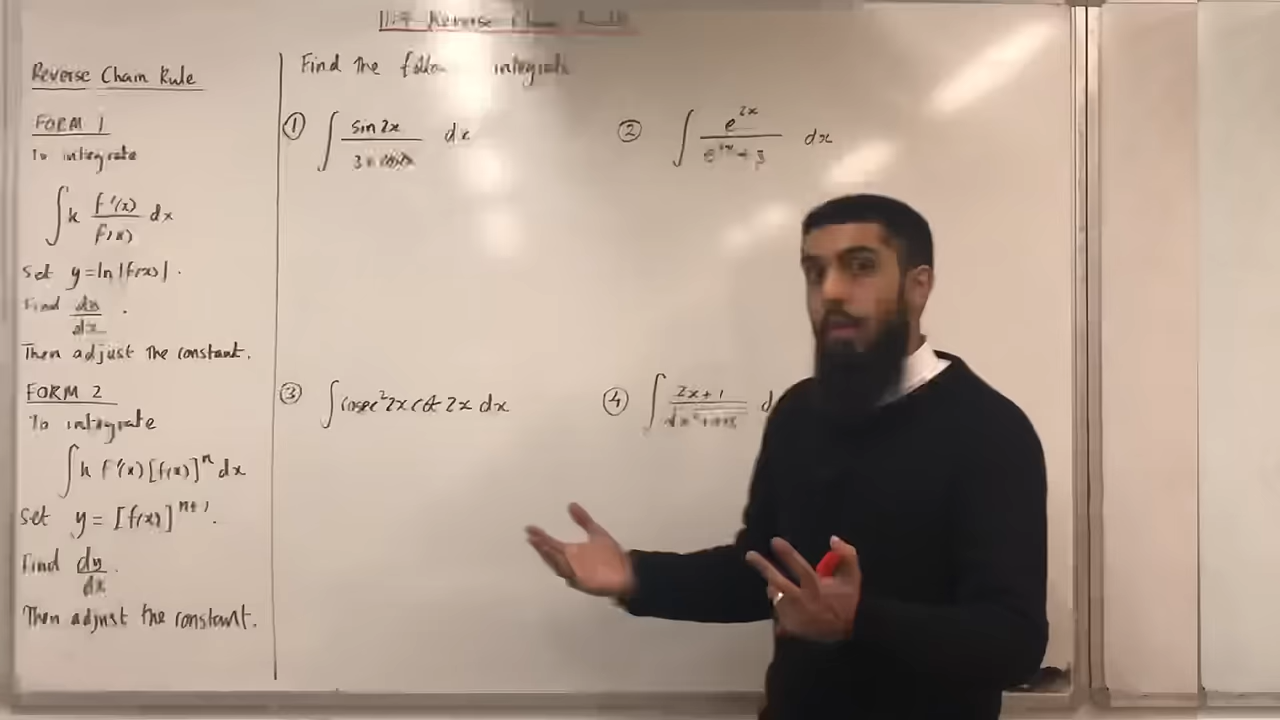 Reverse
Reverse Chain Rule
FORM 1
To integrate
∫k f'(x)/f(x) dx
Set y=ln|f(x)|.
Find dy/dx.
Then adjust the constant.
FORM 2
To integrate
∫k f'(x)[f(x)]^n dx
Set y=[f(x)]^{n+1}.
Find dy/dx.
Then adjust the constant.
Find the
① ∫ sin2x/ dx
② ∫ e^{2x}/ dx
③ ∫cosec²2x cot 2x dx
④ ∫ 2x+1/